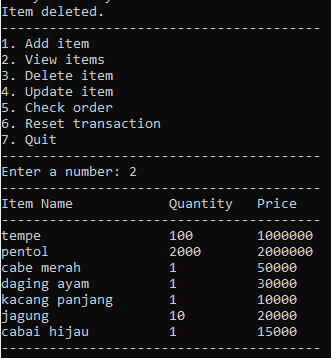 Item deleted.
----------------------------------------
1. Add item
2. View items
3. Delete item
4. Update item
5. Check order
6. Reset transaction
7. Quit
----------------------------------------
Enter a number: 2
----------------------------------------
Item Name            Quantity   Price
----------------------------------------
tempe                100        1000000
pentol               2000       2000000
cabe merah           1          50000
daging ayam          1          30000
kacang panjang       1          10000
jagung               10         20000
cabai hijau          1          15000
----------------------------------------